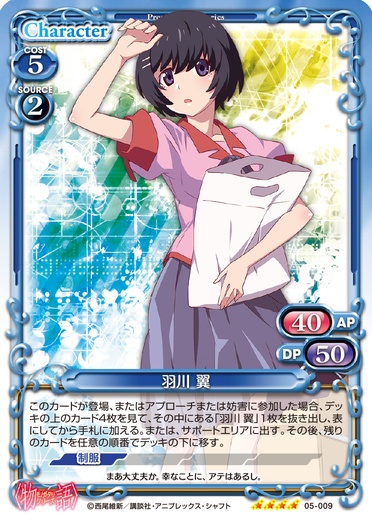 Character
COST
5
SOURCE
2
40 AP
DP 50
羽川 翼
このカードが登場、またはアプローチまたは妨害に参加した場合、デッ
キの上のカード4枚を見て、その中にある「羽川 翼」1枚を抜き出し、表
にしてから手札に加える。または、サポートエリアに出す。その後、残り
のカードを任意の順番でデッキの下に移す。
制服
まあ大丈夫か。幸なことに、アテはあるし。
物語
©西尾維新/講談社・アニプレックス・シャフト
05-009